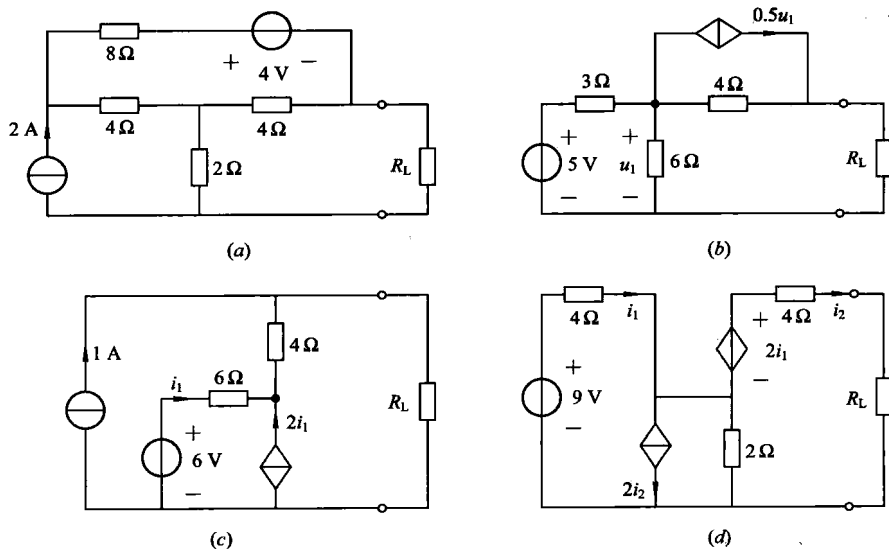 8 Ω
+ 4 V −
4 Ω
4 Ω
2 A
2 Ω
R_L
(a)
0.5u₁
3 Ω
4 Ω
+
5 V
−
+
u₁
−
6 Ω
R_L
(b)
1 A
4 Ω
i₁
6 Ω
2i₁
+
6 V
−
R_L
(c)
4 Ω
i₁
4 Ω
i₂
+
2i₁
−
+
9 V
−
2i₂
2 Ω
R_L
(d)